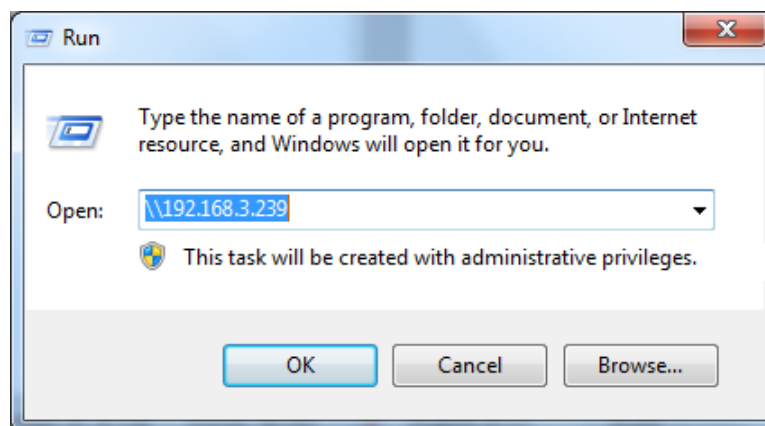 Run
Type the name of a program, folder, document, or Internet
resource, and Windows will open it for you.
Open: \\192.168.3.239
This task will be created with administrative privileges.
OK Cancel Browse...